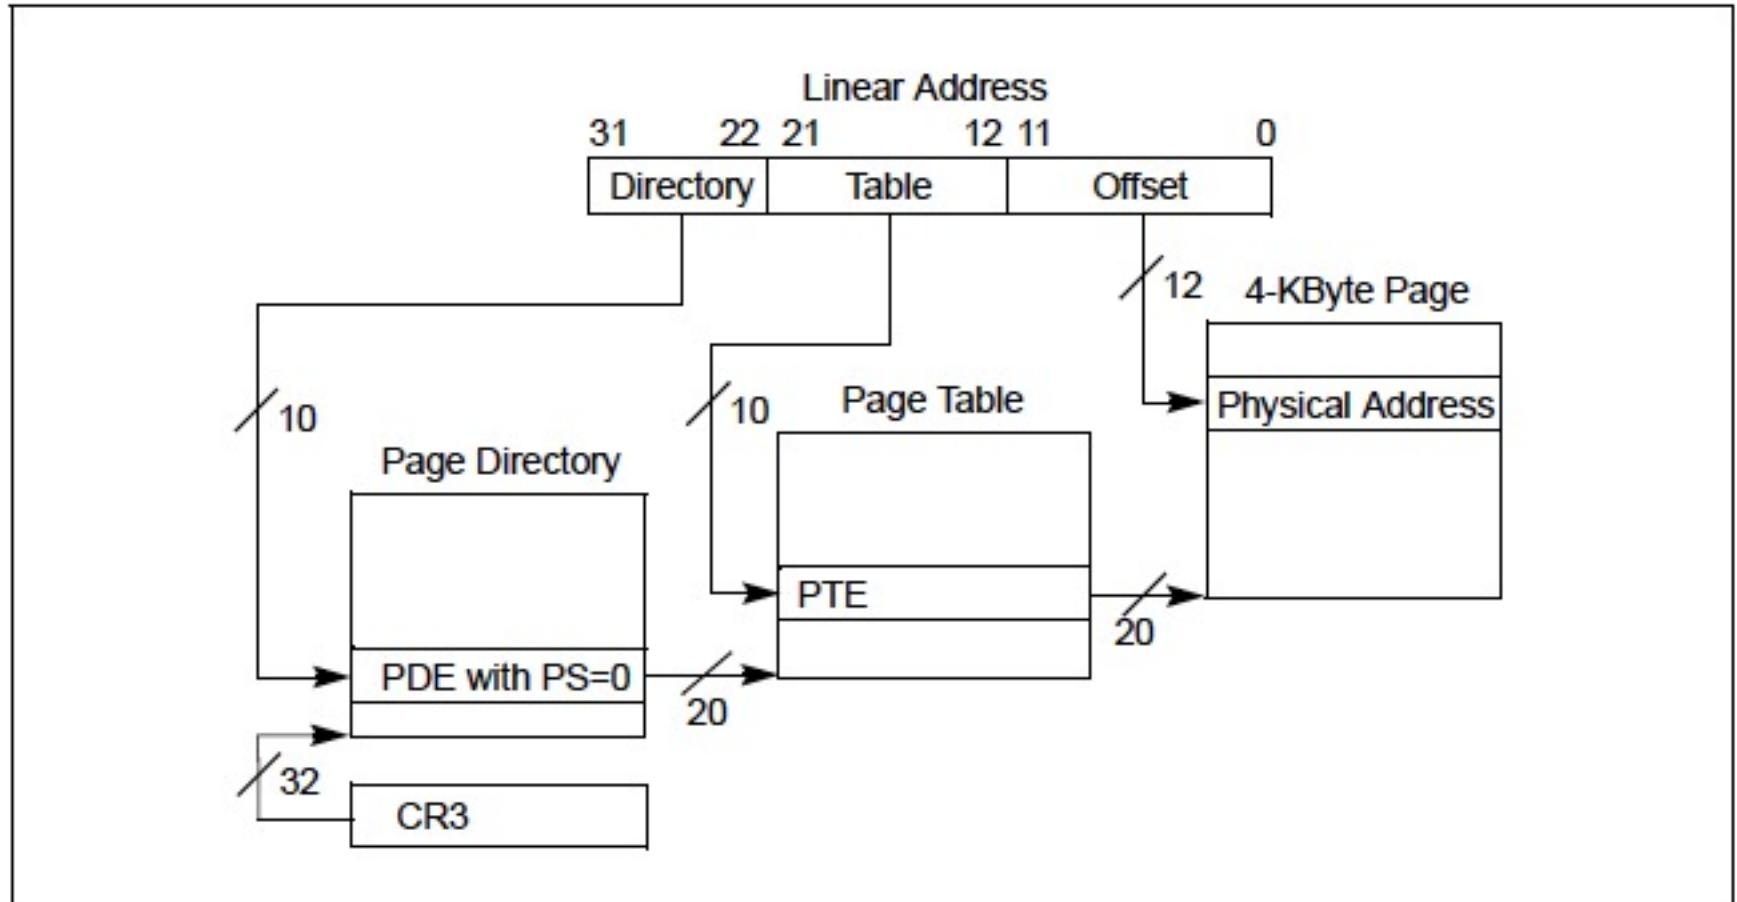 Linear Address
31 22 21 12 11 0
Directory Table Offset
12
4-KByte Page
10
10
Page Table
Physical Address
Page Directory
PTE
20
PDE with PS=0
20
32
CR3